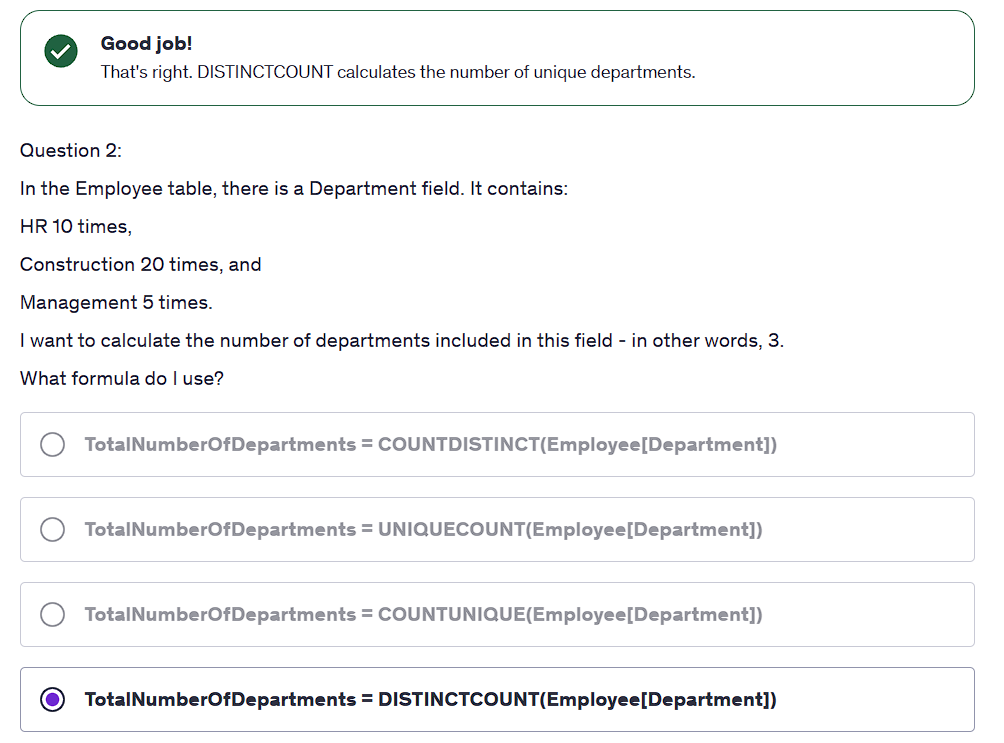 Good job!
That's right. DISTINCTCOUNT calculates the number of unique departments.
Question 2:
In the Employee table, there is a Department field. It contains:
HR 10 times,
Construction 20 times, and
Management 5 times.
I want to calculate the number of departments included in this field - in other words, 3.
What formula do I use?
TotalNumberOfDepartments = COUNTDISTINCT(Employee[Department])
TotalNumberOfDepartments = UNIQUECOUNT(Employee[Department])
TotalNumberOfDepartments = COUNTUNIQUE(Employee[Department])
TotalNumberOfDepartments = DISTINCTCOUNT(Employee[Department])